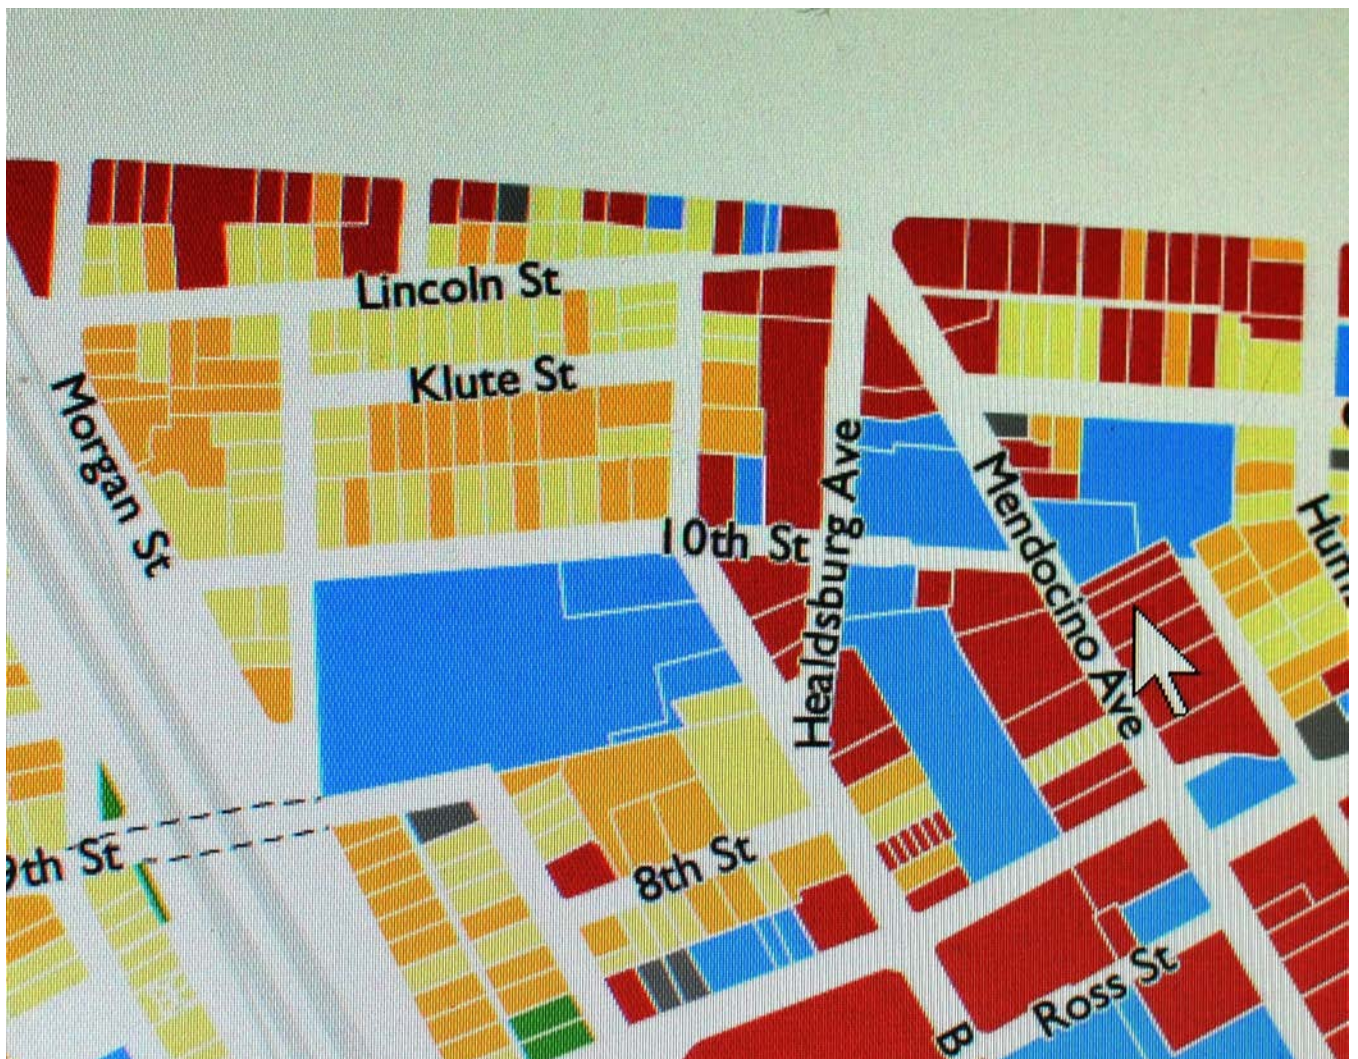 Lincoln St
Klute St
Morgan St
10th St
Healdsburg Ave
Mendocino Ave
9th St
8th St
Ross St
B